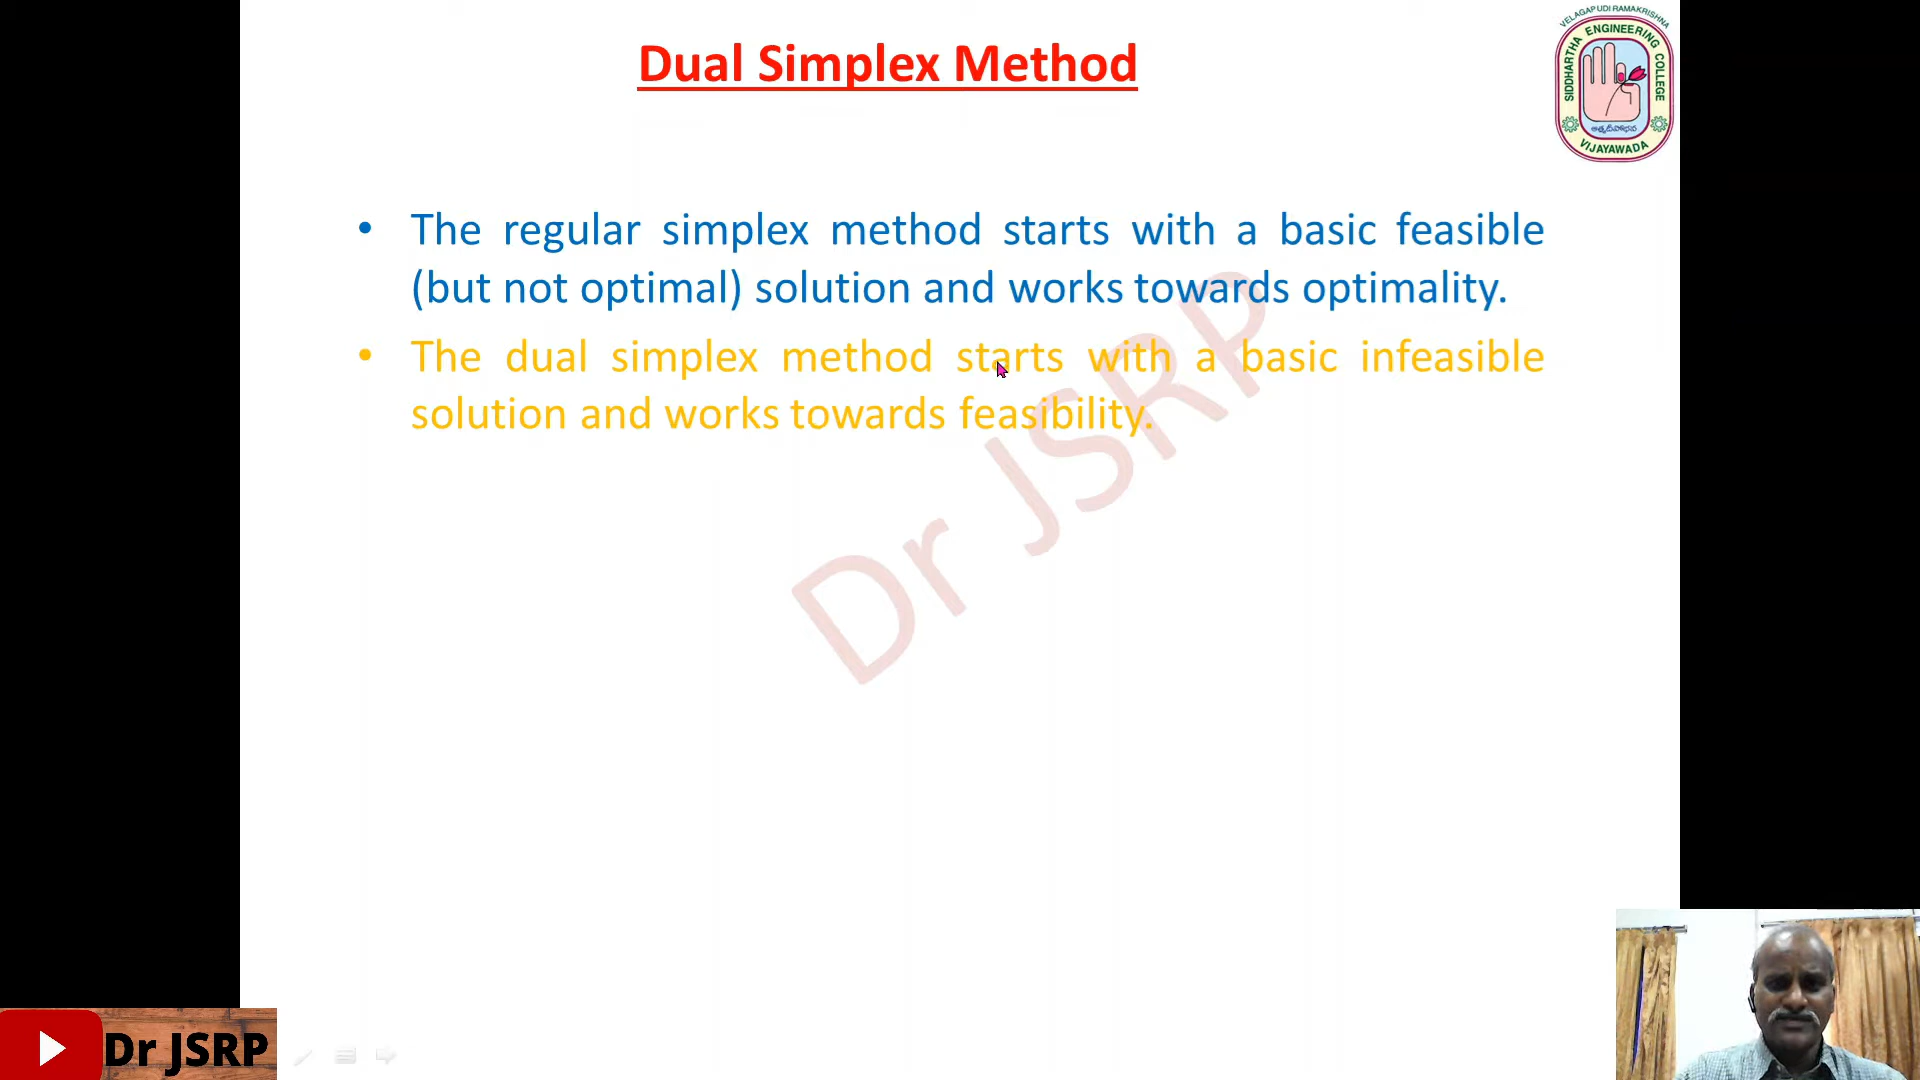 Dual Simplex Method
VELAGAPUDI RAMAKRISHNA
SIDDHARTHA ENGINEERING COLLEGE
VIJAYAWADA
• The regular simplex method starts with a basic feasible
(but not optimal) solution and works towards optimality.
• The dual simplex method starts with a basic infeasible
solution and works towards feasibility.
Dr JSRP
Dr JSRP